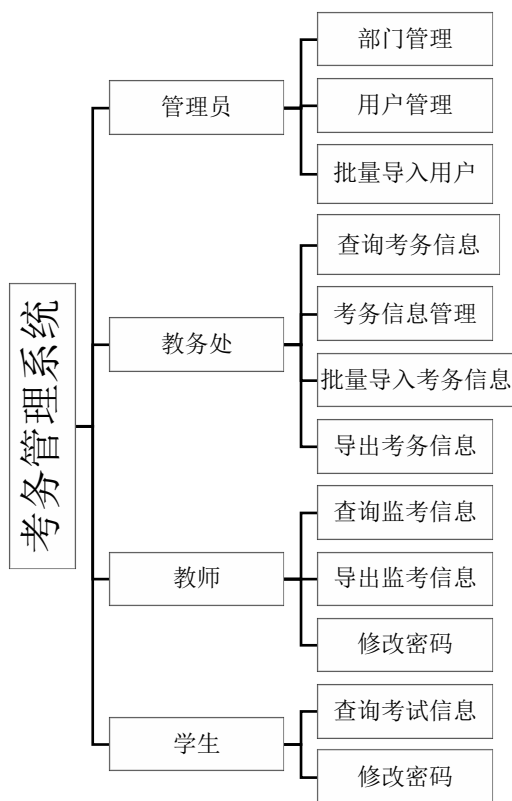 考务管理系统
管理员
部门管理
用户管理
批量导入用户
教务处
查询考务信息
考务信息管理
批量导入考务信息
导出考务信息
教师
查询监考信息
导出监考信息
修改密码
学生
查询考试信息
修改密码